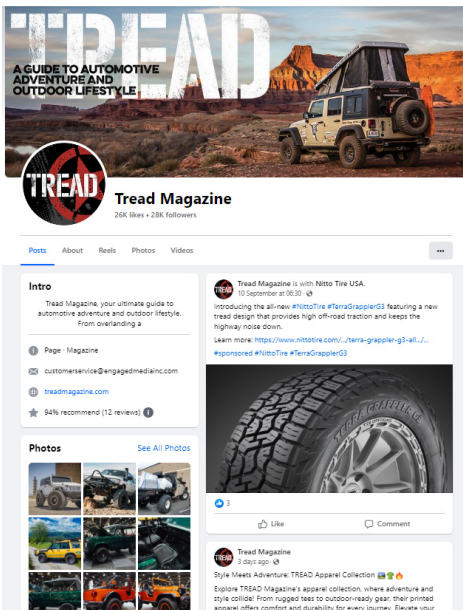 TREAD
A GUIDE TO AUTOMOTIVE
ADVENTURE AND
OUTDOOR LIFESTYLE
TREAD
Tread Magazine
26K likes • 28K followers
Posts
About
Reels
Photos
Videos
Intro
Tread Magazine, your ultimate guide to
automotive adventure and outdoor lifestyle.
From overlanding a
Page · Magazine
customerservice@engagedmediainc.com
treadmagazine.com
94% recommend (12 reviews)
Photos
See All Photos
TREAD
Tread Magazine is with Nitto Tire USA.
10 September at 06:30 ·
Introducing the all-new #NittoTire #TerraGrapplerG3 featuring a new
tread design that provides high off-road traction and keeps the
highway noise down.
Learn more: https://www.nittotire.com/.../terra-grappler-g3-all.../...
#sponsored #NittoTire #TerraGrapplerG3
TERRA GRAPPLER G3
3
Like
Comment
TREAD
Tread Magazine
3 days ago ·
Style Meets Adventure: TREAD Apparel Collection
Explore TREAD Magazine's apparel collection, where adventure and
style collide! From rugged tees to outdoor-ready gear, their printed
apparel offers comfort and durability for every journey. Elevate your